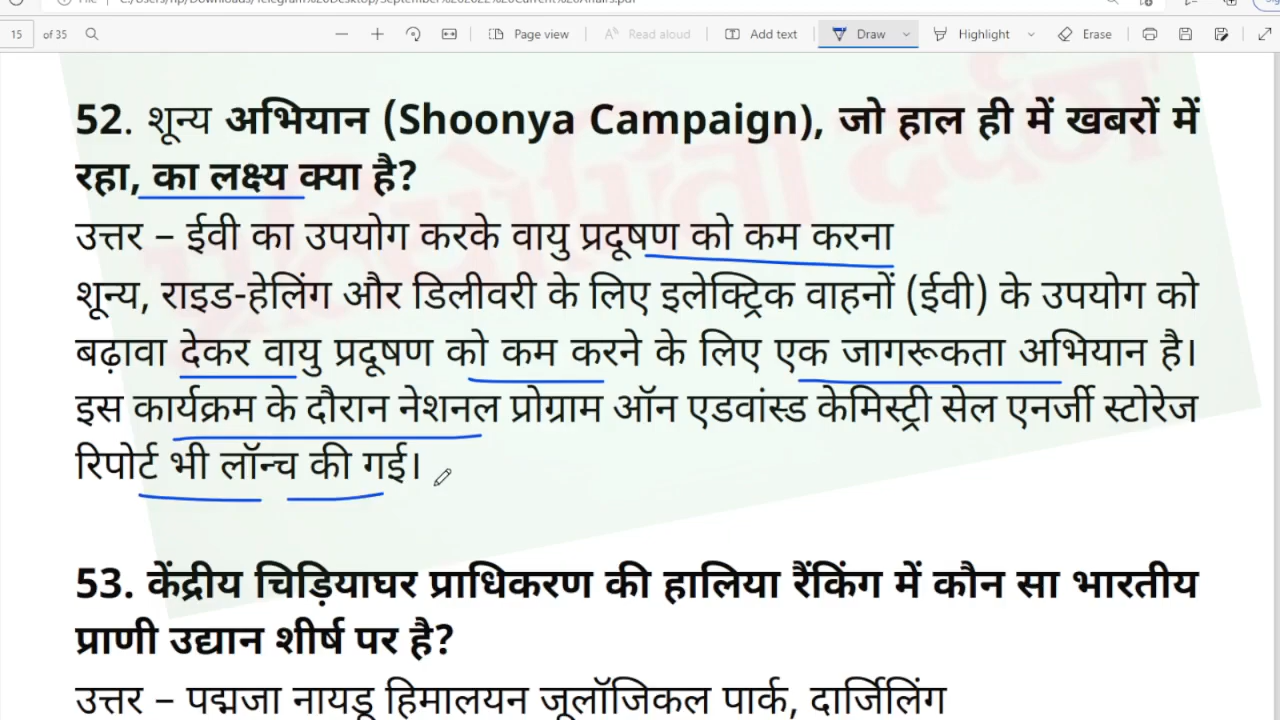 15 of 35 Page view Read aloud Add text Draw Highlight Erase
52. शून्य अभियान (Shoonya Campaign), जो हाल ही में खबरों में
रहा, का लक्ष्य क्या है?
उत्तर – ईवी का उपयोग करके वायु प्रदूषण को कम करना
शून्य, राइड-हेलिंग और डिलीवरी के लिए इलेक्ट्रिक वाहनों (ईवी) के उपयोग को
बढ़ावा देकर वायु प्रदूषण को कम करने के लिए एक जागरूकता अभियान है।
इस कार्यक्रम के दौरान नेशनल प्रोग्राम ऑन एडवांस्ड केमिस्ट्री सेल एनर्जी स्टोरेज
रिपोर्ट भी लॉन्च की गई।
53. केंद्रीय चिड़ियाघर प्राधिकरण की हालिया रैंकिंग में कौन सा भारतीय
प्राणी उद्यान शीर्ष पर है?
उत्तर – पद्मजा नायडू हिमालयन जूलॉजिकल पार्क, दार्जिलिंग
प्रतियोगिता दर्पण